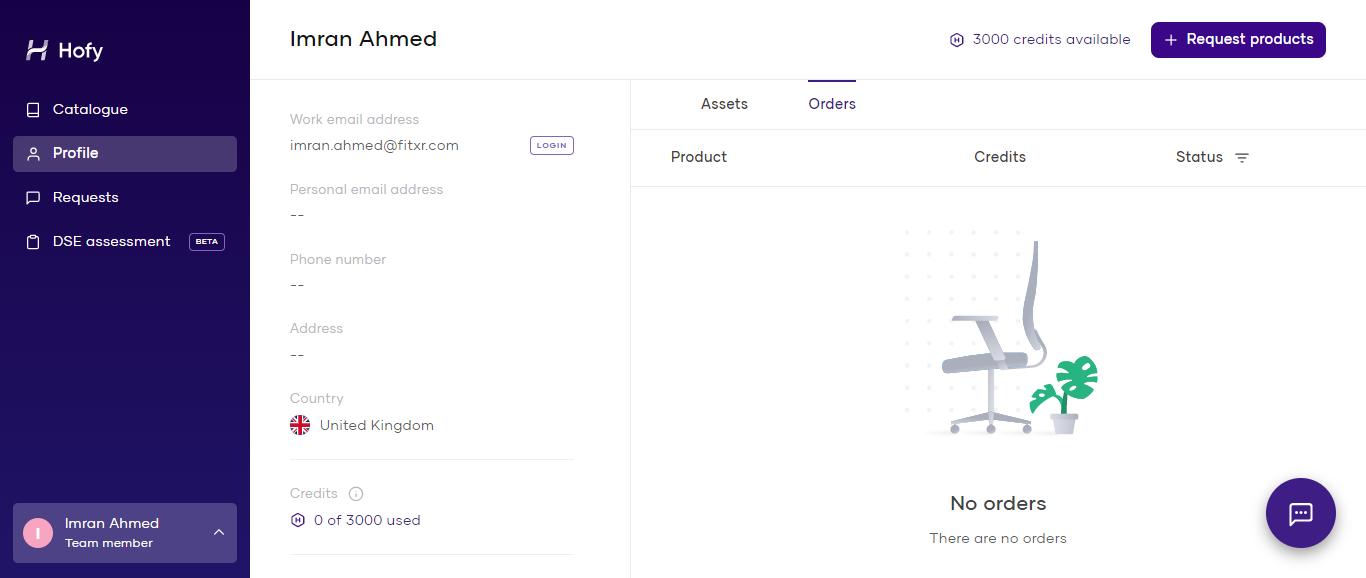 Hofy
Catalogue
Profile
Requests
DSE assessment BETA
I
Imran Ahmed
Team member
Imran Ahmed
3000 credits available
+ Request products
Work email address
imran.ahmed@fitxr.com LOGIN
Personal email address
--
Phone number
--
Address
--
Country
United Kingdom
Credits
0 of 3000 used
Assets Orders
Product Credits Status
No orders
There are no orders